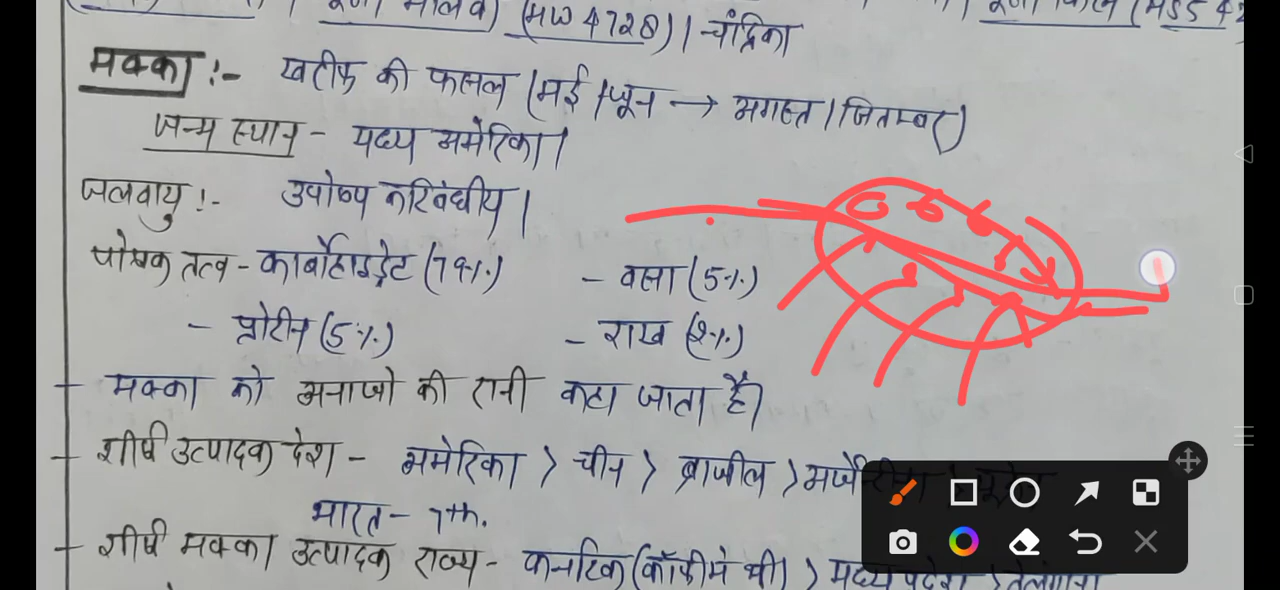 रूजा मालव) (MW 4728) | चांद्रिका
मक्का :- खरीफ की फसल (मई/जून → अगस्त/सितम्बर)
जन्म स्थान - मध्य अमेरिका।
जलवायु :- उपोष्ण कटिबंधीय।
पोषक तत्व - कार्बोहाइड्रेट (79%) - वसा (5%)
- प्रोटीन (5%) - राख (2%)
- मक्का को अनाजो की रानी कहा जाता है।
- शीर्ष उत्पादक देश - अमेरिका > चीन > ब्राजील >
भारत - 7th.
- शीर्ष मक्का उत्पादक राज्य - कर्नाटक (कॉफी मे भी) > मध्य प्रदेश > तेलंगाना